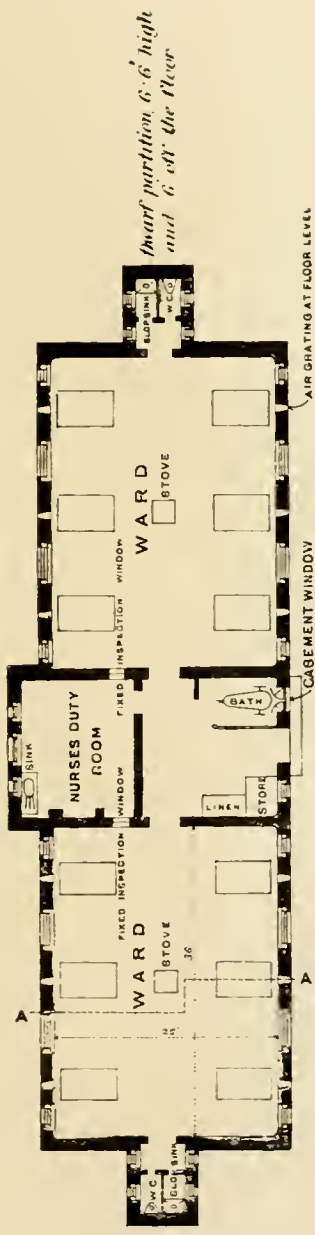 dwarf partition 6·6' high
and 6' off the floor
SLOP SINK
W C
AIR GRATING AT FLOOR LEVEL
WARD
STOVE
FIXED INSPECTION WINDOW
SINK
NURSES DUTY
ROOM
BATH
CASEMENT WINDOW
LINEN
STORE
FIXED INSPECTION WINDOW
WARD
STOVE
36
A
A
W C
SLOP SINK